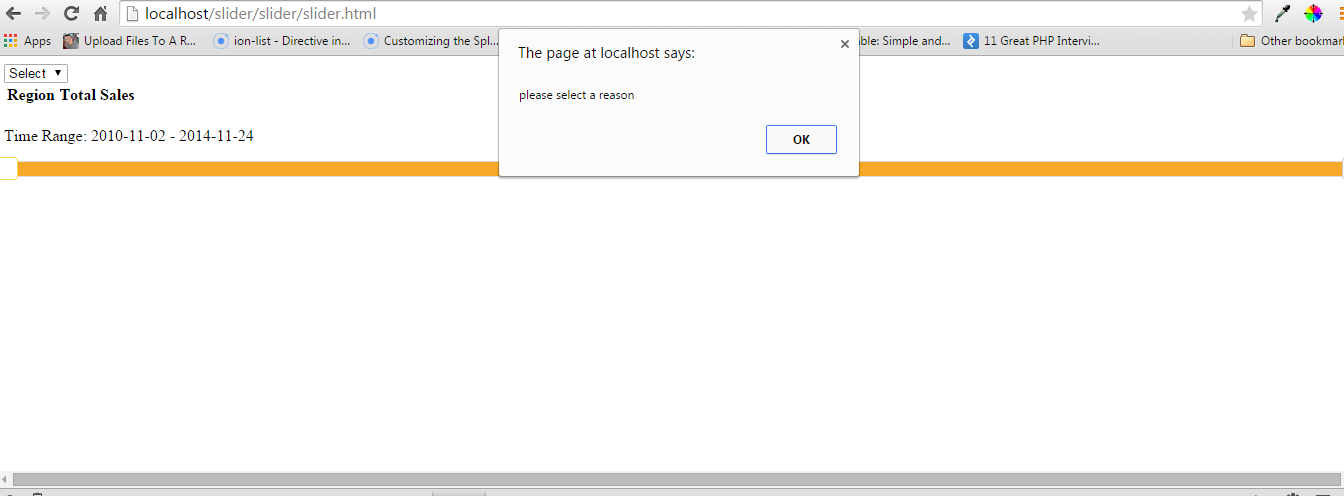 localhost/slider/slider/slider.html
Apps
Upload Files To A R...
ion-list - Directive in...
Customizing the Spl...
ble: Simple and...
11 Great PHP Intervi...
Other bookmar
The page at localhost says:
please select a reason
OK
Select
Region Total Sales
Time Range: 2010-11-02 - 2014-11-24